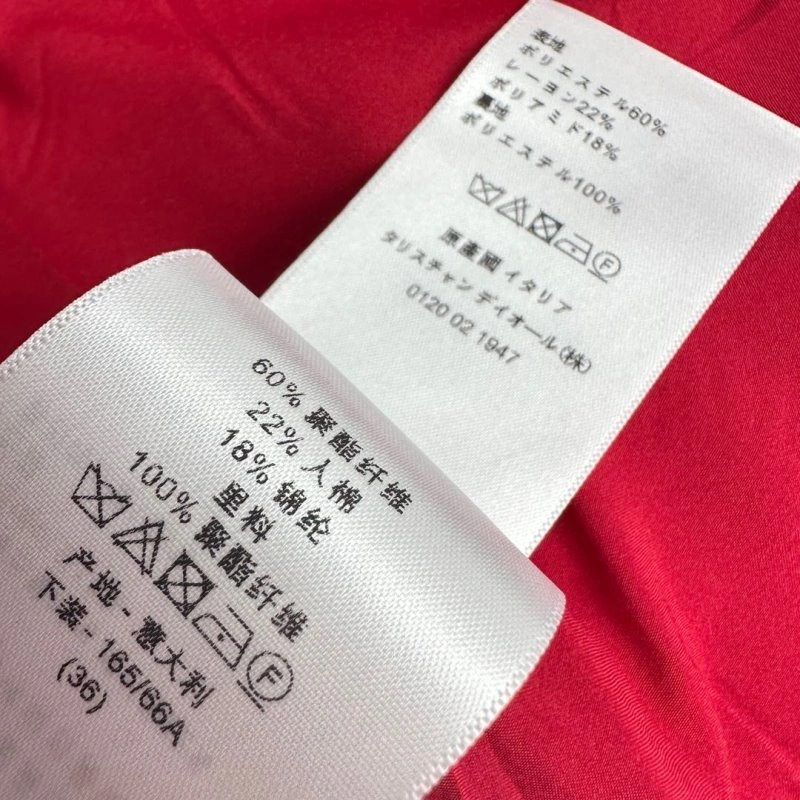 表地
ポリエステル60%
レーヨン22%
ポリアミド18%
裏地
ポリエステル100%
F
原産國 イタリア
タリスチャン ディオール(株)
0120 02 1947
60% 聚酯纤维
22% 人棉
18% 锦纶
里料
100% 聚酯纤维
F
产地 - 意大利
下装 - 165/66A
(36)